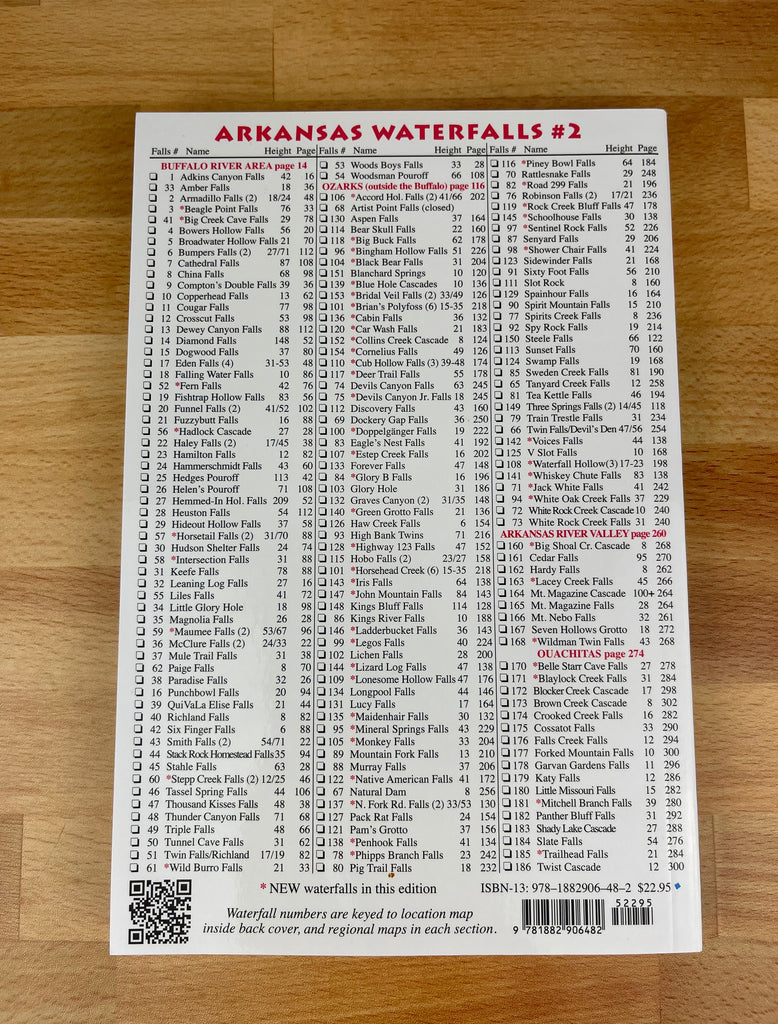 ARKANSAS WATERFALLS #2
Falls # Name Height Page
BUFFALO RIVER AREA page 14
1 Adkins Canyon Falls 42 16
33 Amber Falls 18 36
2 Armadillo Falls (2) 18/24 48
3 *Beagle Point Falls 76 33
41 *Big Creek Cave Falls 29 78
4 Bowers Hollow Falls 56 20
5 Broadwater Hollow Falls 21 70
6 Bumpers Falls (2) 27/71 112
7 Cathedral Falls 87 108
8 China Falls 68 98
9 Compton's Double Falls 39 36
10 Copperhead Falls 13 62
11 Cougar Falls 77 98
12 Crosscut Falls 53 98
13 Dewey Canyon Falls 88 112
14 Diamond Falls 148 52
15 Dogwood Falls 37 80
17 Eden Falls (4) 31-53 48
18 Falling Water Falls 10 86
52 *Fern Falls 42 76
19 Fishtrap Hollow Falls 83 56
20 Funnel Falls (2) 41/52 102
21 Fuzzybutt Falls 16 88
56 *Hadlock Cascade 27 28
22 Haley Falls (2) 17/45 38
23 Hamilton Falls 12 82
24 Hammerschmidt Falls 43 60
25 Hedges Pouroff 113 42
26 Helen's Pouroff 71 108
27 Hemmed-In Hol. Falls 209 52
28 Heuston Falls 54 112
29 Hideout Hollow Falls 37 58
57 *Horsetail Falls (2) 31/70 88
30 Hudson Shelter Falls 24 74
58 *Intersection Falls 31 88
31 Keefe Falls 78 88
32 Leaning Log Falls 27 16
55 Liles Falls 41 72
34 Little Glory Hole 18 98
35 Magnolia Falls 26 28
59 *Maumee Falls (2) 53/67 96
36 McClure Falls (2) 24/33 22
37 Mule Trail Falls 31 38
62 Paige Falls 8 70
38 Paradise Falls 32 26
16 Punchbowl Falls 20 94
39 QuiVaLa Elise Falls 21 44
40 Richland Falls 8 82
42 Six Finger Falls 6 88
43 Smith Falls (2) 54/71 22
44 Stack Rock Homestead Falls 35 94
45 Stahle Falls 63 28
60 *Stepp Creek Falls (2) 12/25 46
46 Tassel Spring Falls 44 106
47 Thousand Kisses Falls 48 38
48 Thunder Canyon Falls 71 68
49 Triple Falls 48 66
50 Tunnel Cave Falls 31 62
51 Twin Falls/Richland 17/19 82
61 *Wild Burro Falls 21 33
Falls # Name Height Page
53 Woods Boys Falls 33 28
54 Woodsman Pouroff 66 108
OZARKS (outside the Buffalo) page 116
106 *Accord Hol. Falls (2) 41/66 202
68 Artist Point Falls (closed)
130 Aspen Falls 37 164
114 Bear Skull Falls 22 160
118 *Big Buck Falls 62 178
96 *Bingham Hollow Falls 51 226
104 *Black Bear Falls 31 204
151 Blanchard Springs 10 120
139 *Blue Hole Cascades 10 136
153 *Bridal Veil Falls (2) 33/49 126
101 *Brian's Polyfoss (6) 15-35 218
136 *Cabin Falls 36 132
120 *Car Wash Falls 21 183
152 *Collins Creek Cascade 8 124
154 *Cornelius Falls 49 126
110 *Cub Hollow Falls (3) 39-48 174
117 *Deer Trail Falls 55 178
74 Devils Canyon Falls 63 245
75 *Devils Canyon Jr. Falls 18 245
112 Discovery Falls 43 160
69 Dockery Gap Falls 36 250
100 *Doppelgänger Falls 19 222
83 Eagle's Nest Falls 41 192
107 *Estep Creek Falls 16 202
133 Forever Falls 47 148
84 *Glory B Falls 16 196
103 Glory Hole 31 186
132 Graves Canyon (2) 31/35 148
140 *Green Grotto Falls 21 136
126 Haw Creek Falls 6 154
93 High Bank Twins 71 216
128 *Highway 123 Falls 47 152
115 Hobo Falls (2) 23/27 158
101 *Horsehead Creek (6) 15-35 218
143 *Iris Falls 64 138
147 *John Mountain Falls 84 143
148 Kings Bluff Falls 114 128
86 Kings River Falls 10 188
146 *Ladderbucket Falls 36 143
99 *Legos Falls 40 224
102 Lichen Falls 28 200
144 *Lizard Log Falls 47 138
109 *Lonesome Hollow Falls 47 176
134 Longpool Falls 44 146
131 Lucy Falls 17 164
135 *Maidenhair Falls 30 132
95 *Mineral Springs Falls 43 229
105 *Monkey Falls 33 204
89 Mountain Fork Falls 13 210
88 Murray Falls 37 206
122 *Native American Falls 41 172
67 Natural Dam 8 256
137 *N. Fork Rd. Falls (2) 33/53 130
127 Pack Rat Falls 24 154
121 Pam's Grotto 37 156
138 *Penhook Falls 41 134
78 *Phipps Branch Falls 23 242
80 Pig Trail Falls 18 232
Falls # Name Height Page
116 *Piney Bowl Falls 64 184
70 Rattlesnake Falls 29 248
82 *Road 299 Falls 21 196
76 Robinson Falls (2) 17/21 236
119 *Rock Creek Bluff Falls 47 178
145 *Schoolhouse Falls 30 138
97 *Sentinel Rock Falls 52 226
87 Senyard Falls 29 206
98 *Shower Chair Falls 41 224
123 Sidewinder Falls 21 168
91 Sixty Foot Falls 56 210
111 Slot Rock 8 160
129 Spainhour Falls 16 164
90 Spirit Mountain Falls 15 210
77 Spirits Creek Falls 8 236
92 Spy Rock Falls 19 214
150 Steele Falls 66 122
113 Sunset Falls 70 160
124 Swamp Falls 19 168
85 Sweden Creek Falls 81 190
65 Tanyard Creek Falls 12 258
81 Tea Kettle Falls 46 194
149 Three Springs Falls (2) 14/45 118
79 Train Trestle Falls 31 234
66 Twin Falls/Devil's Den 47/56 254
142 *Voices Falls 44 138
125 V Slot Falls 10 168
108 *Waterfall Hollow(3) 17-23 198
141 *Whiskey Chute Falls 83 138
71 *Jack White Falls 41 242
94 *White Oak Creek Falls 37 229
72 White Rock Creek Cascade 10 240
73 White Rock Creek Falls 31 240
ARKANSAS RIVER VALLEY page 260
160 *Big Shoal Cr. Cascade 8 268
161 Cedar Falls 95 270
162 Hardy Falls 8 262
163 *Lacey Creek Falls 45 266
164 Mt. Magazine Cascade 100+ 264
165 Mt. Magazine Falls 28 264
166 Mt. Nebo Falls 32 261
167 Seven Hollows Grotto 18 272
168 *Wildman Twin Falls 43 268
OUACHITAS page 274
170 *Belle Starr Cave Falls 27 278
171 *Blaylock Creek Falls 31 284
172 Blocker Creek Cascade 17 298
173 Brown Creek Cascade 8 302
174 Crooked Creek Falls 16 282
175 Cossatot Falls 33 290
176 Falls Creek Falls 12 294
177 Forked Mountain Falls 10 300
178 Garvan Gardens Falls 11 296
179 Katy Falls 12 286
180 Little Missouri Falls 15 282
181 *Mitchell Branch Falls 39 280
182 Panther Bluff Falls 31 292
183 Shady Lake Cascade 27 288
184 Slate Falls 54 276
185 *Trailhead Falls 21 284
186 Twist Cascade 12 300
* NEW waterfalls in this edition
ISBN-13: 978-1882906-48-2 $22.95
Waterfall numbers are keyed to location map
inside back cover, and regional maps in each section.
52295
9 781882 906482